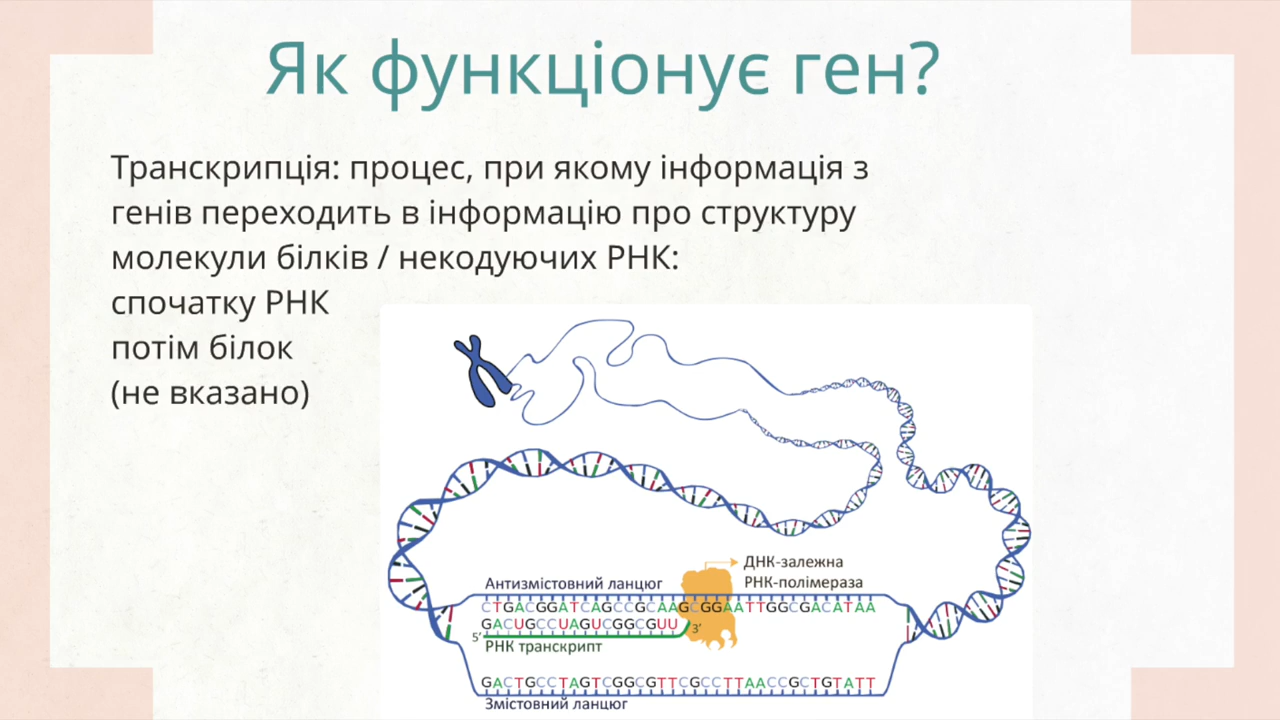 Як функціонує ген?
Транскрипція: процес, при якому інформація з
генів переходить в інформацію про структуру
молекули білків / некодуючих РНК:
спочатку РНК
потім білок
(не вказано)
ДНК-залежна
РНК-полімераза
Антизмістовний ланцюг
CTGACGGATCAGCCGCAAGCGGAATTGGCGACATAA
GACUGCCUAGUCGGCGUU
5’
3’
РНК транскрипт
GACTGCCTAGTCGGCGTTCGCCTTAACCGCTGTATT
Змістовний ланцюг